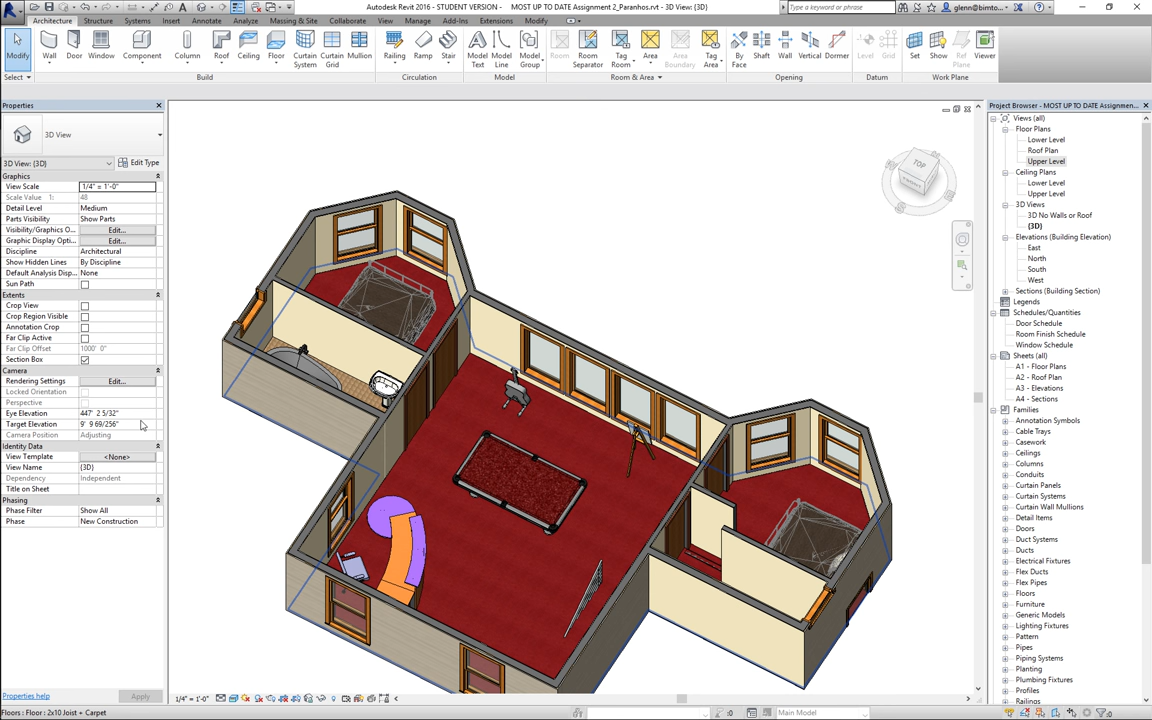 Autodesk Revit 2016 - STUDENT VERSION - MOST UP TO DATE Assignment 2_Paranhos.rvt - 3D View: {3D}
Type a keyword or phrase
glenn@bimto...
Architecture Structure Systems Insert Annotate Analyze Massing & Site Collaborate View Manage Add-Ins Extensions Modify
Modify Wall Door Window Component Column Roof Ceiling Floor Curtain System Curtain Grid Mullion Railing Ramp Stair Model Text Model Line Model Group Room Room Separator Tag Room Area Area Boundary Tag Area By Face Shaft Wall Vertical Dormer Level Grid Set Show Ref Plane Viewer
Select Build Circulation Model Room & Area Opening Datum Work Plane
Properties
3D View
3D View: {3D}
Edit Type
Graphics
View Scale 1/4" = 1'-0"
Scale Value 1: 48
Detail Level Medium
Parts Visibility Show Parts
Visibility/Graphics O... Edit...
Graphic Display Opti... Edit...
Discipline Architectural
Show Hidden Lines By Discipline
Default Analysis Disp... None
Sun Path
Extents
Crop View
Crop Region Visible
Annotation Crop
Far Clip Active
Far Clip Offset 1000' 0"
Section Box
Camera
Rendering Settings Edit...
Locked Orientation
Perspective
Eye Elevation 447' 2 5/32"
Target Elevation 9' 9 69/256"
Camera Position Adjusting
Identity Data
View Template <None>
View Name {3D}
Dependency Independent
Title on Sheet
Phasing
Phase Filter Show All
Phase New Construction
Properties help
Apply
TOP
FRONT
1/4" = 1'-0"
Floors : Floor : 2x10 Joist + Carpet
:0
Main Model
:0
Project Browser - MOST UP TO DATE Assignmen...
Views (all)
Floor Plans
Lower Level
Roof Plan
Upper Level
Ceiling Plans
Lower Level
Upper Level
3D Views
3D No Walls or Roof
{3D}
Elevations (Building Elevation)
East
North
South
West
Sections (Building Section)
Legends
Schedules/Quantities
Door Schedule
Room Finish Schedule
Window Schedule
Sheets (all)
A1 - Floor Plans
A2 - Roof Plan
A3 - Elevations
A4 - Sections
Families
Annotation Symbols
Cable Trays
Casework
Ceilings
Columns
Conduits
Curtain Panels
Curtain Systems
Curtain Wall Mullions
Detail Items
Doors
Duct Systems
Ducts
Electrical Fixtures
Flex Ducts
Flex Pipes
Floors
Furniture
Generic Models
Lighting Fixtures
Pattern
Pipes
Piping Systems
Planting
Plumbing Fixtures
Profiles
Railings